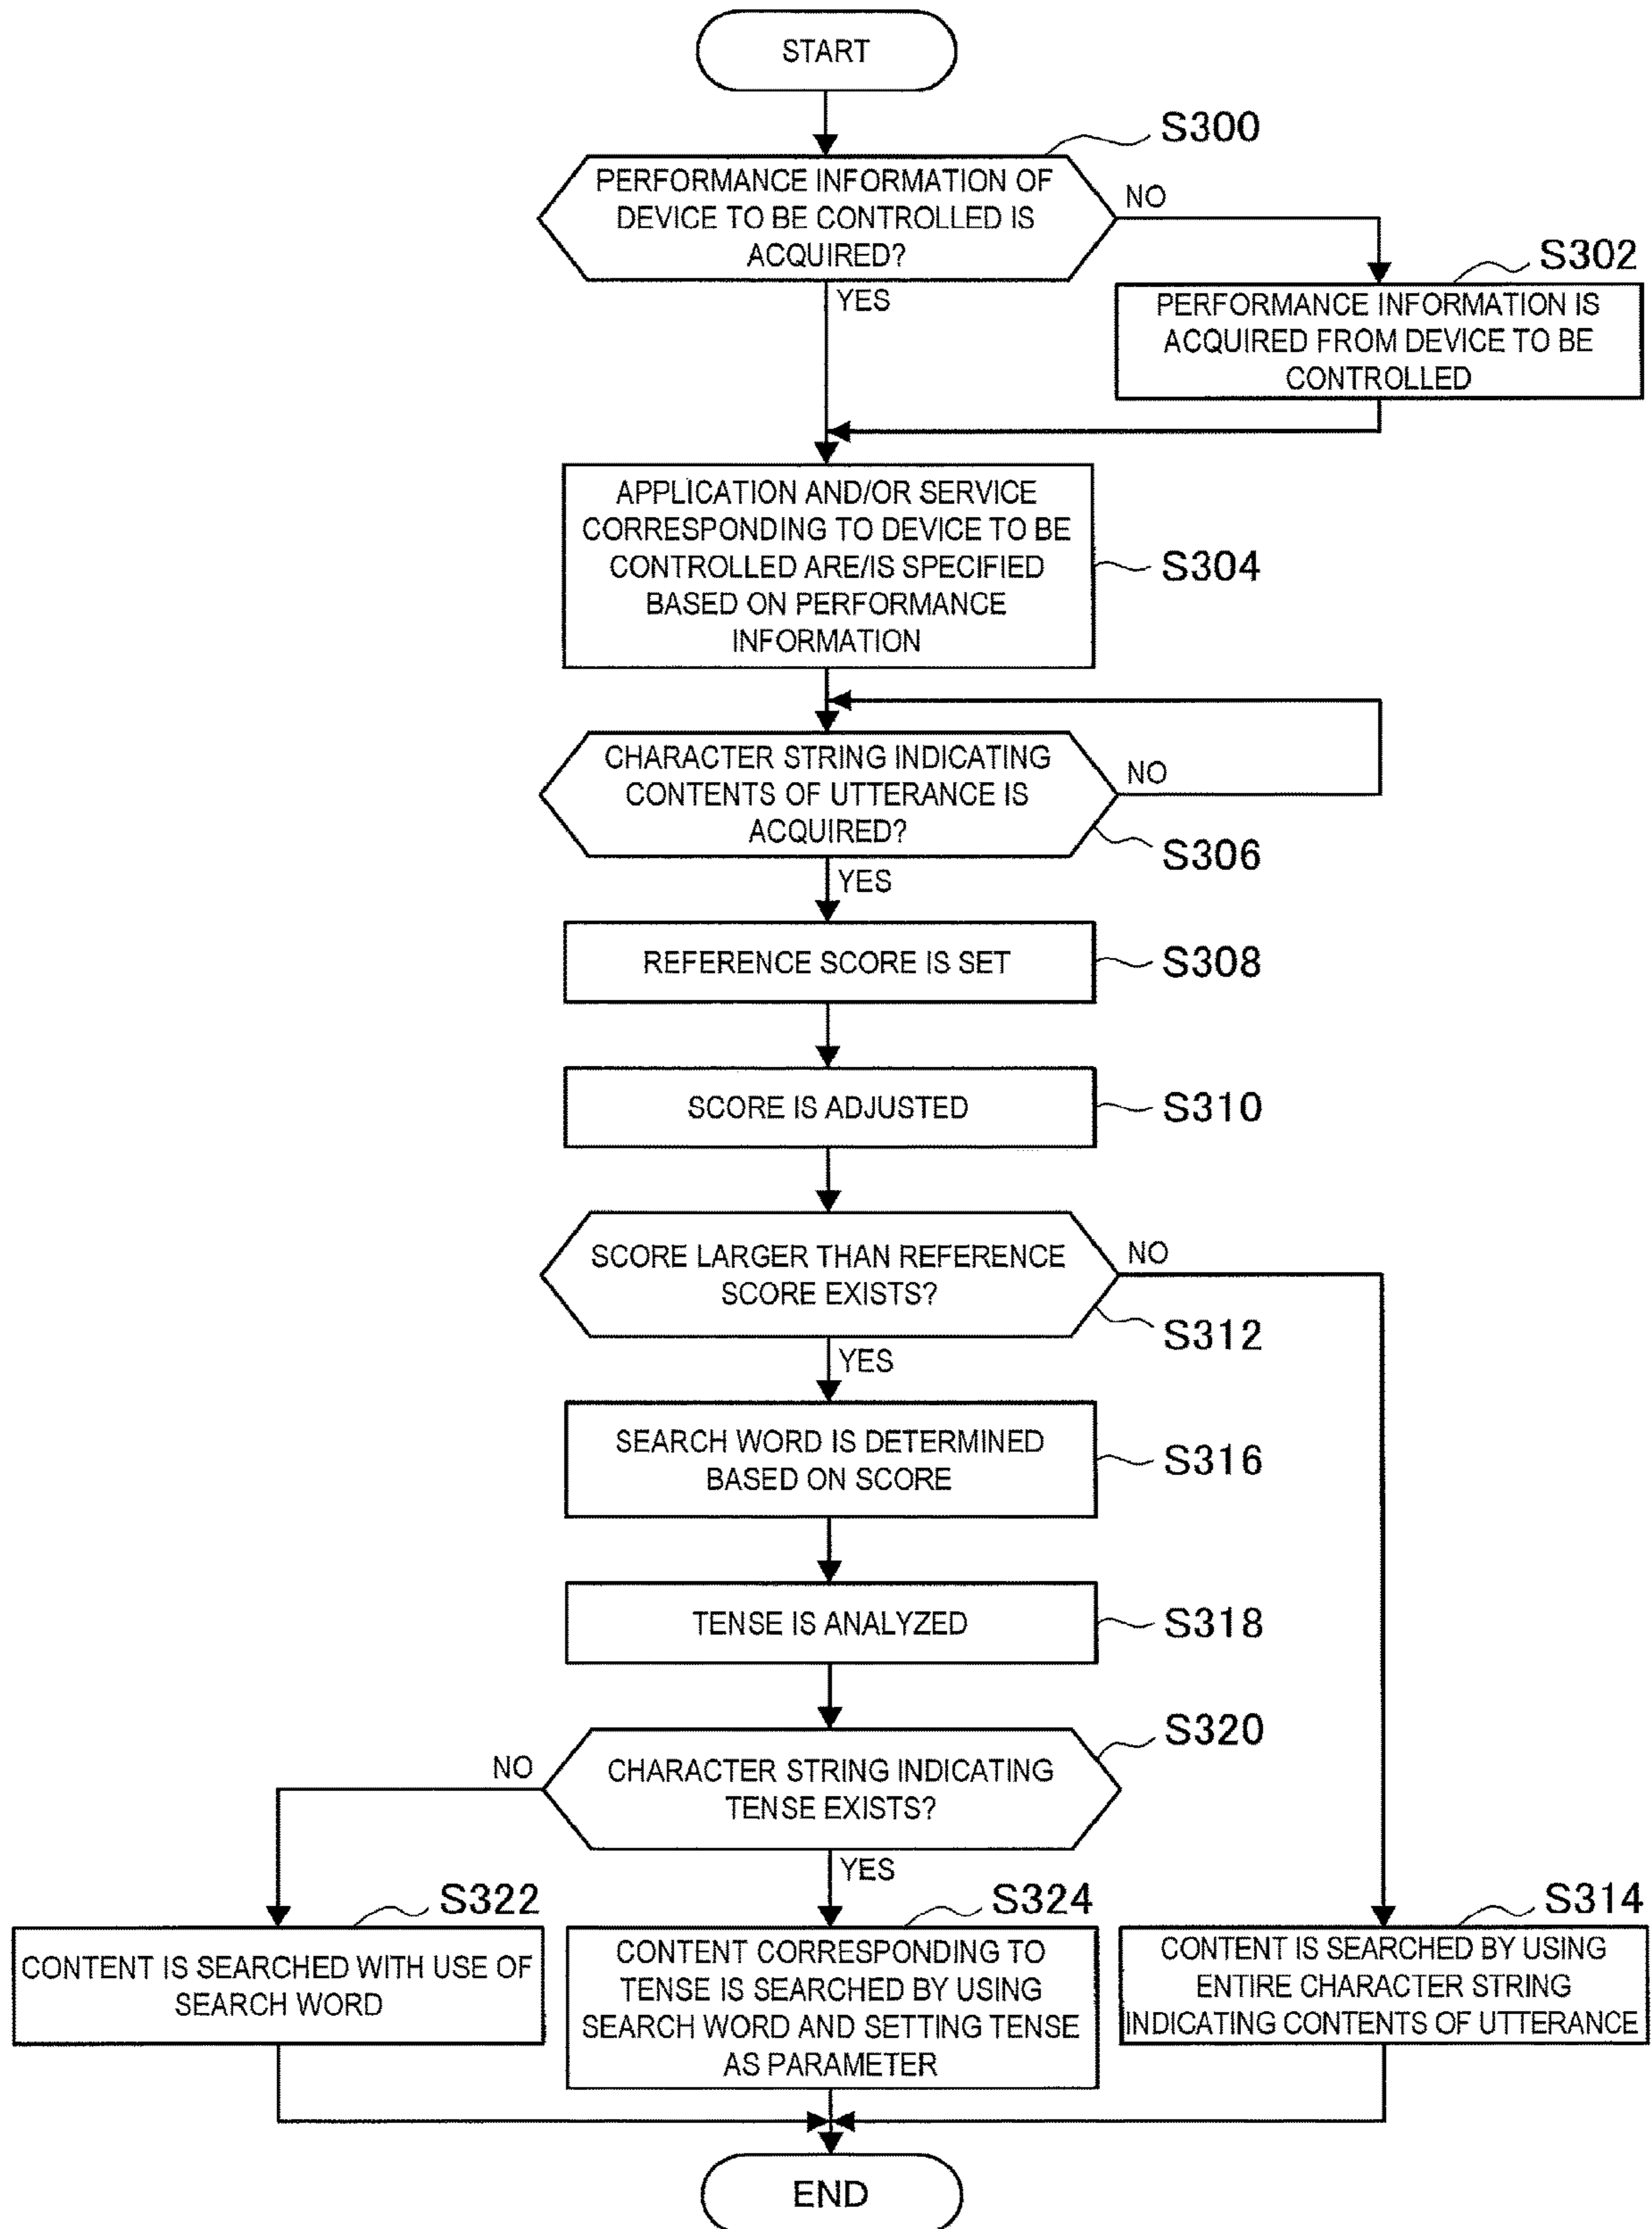 START
S300
PERFORMANCE INFORMATION OF
DEVICE TO BE CONTROLLED IS
ACQUIRED?
NO
YES
S302
PERFORMANCE INFORMATION IS
ACQUIRED FROM DEVICE TO BE
CONTROLLED
APPLICATION AND/OR SERVICE
CORRESPONDING TO DEVICE TO BE
CONTROLLED ARE/IS SPECIFIED
BASED ON PERFORMANCE
INFORMATION
S304
CHARACTER STRING INDICATING
CONTENTS OF UTTERANCE IS
ACQUIRED?
NO
S306
YES
REFERENCE SCORE IS SET
S308
SCORE IS ADJUSTED
S310
SCORE LARGER THAN REFERENCE
SCORE EXISTS?
NO
S312
YES
SEARCH WORD IS DETERMINED
BASED ON SCORE
S316
TENSE IS ANALYZED
S318
S320
NO
CHARACTER STRING INDICATING
TENSE EXISTS?
YES
S322
CONTENT IS SEARCHED WITH USE OF
SEARCH WORD
S324
CONTENT CORRESPONDING TO
TENSE IS SEARCHED BY USING
SEARCH WORD AND SETTING TENSE
AS PARAMETER
S314
CONTENT IS SEARCHED BY USING
ENTIRE CHARACTER STRING
INDICATING CONTENTS OF UTTERANCE
END